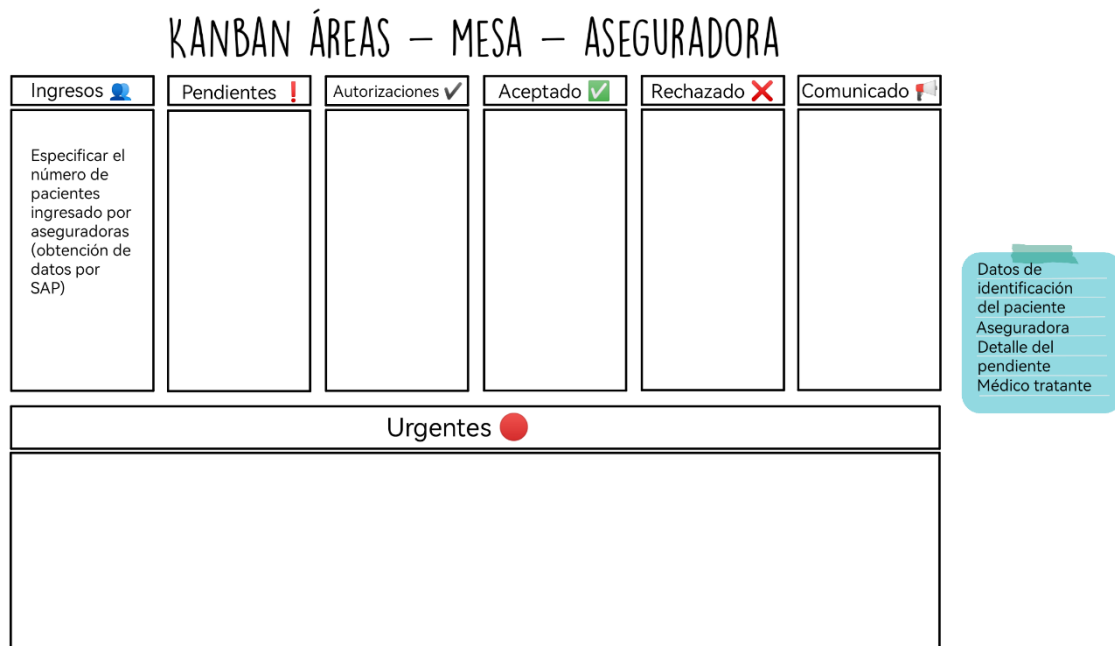 KANBAN ÁREAS – MESA – ASEGURADORA
Ingresos 👥
Pendientes ❗
Autorizaciones ✔
Aceptado ✅
Rechazado ❌
Comunicado 📢
Especificar el
número de
pacientes
ingresado por
aseguradoras
(obtención de
datos por
SAP)
Datos de
identificación
del paciente
Aseguradora
Detalle del
pendiente
Médico tratante
Urgentes 🔴